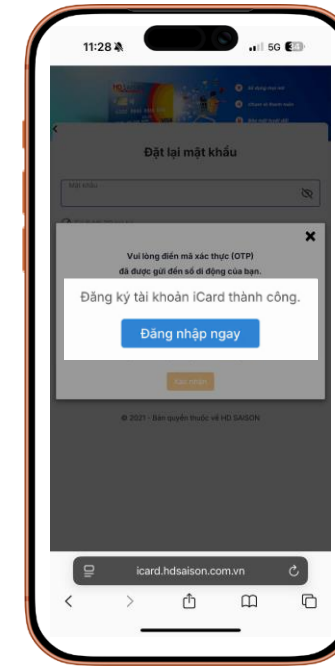 11:28
5G
Đặt lại mật khẩu
Mật khẩu
Vui lòng điền mã xác thực (OTP)
đã được gửi đến số di động của bạn.
Đăng ký tài khoản iCard thành công.
Đăng nhập ngay
Xác nhận
© 2021 - Bản quyền thuộc về HD SAISON
icard.hdsaison.com.vn